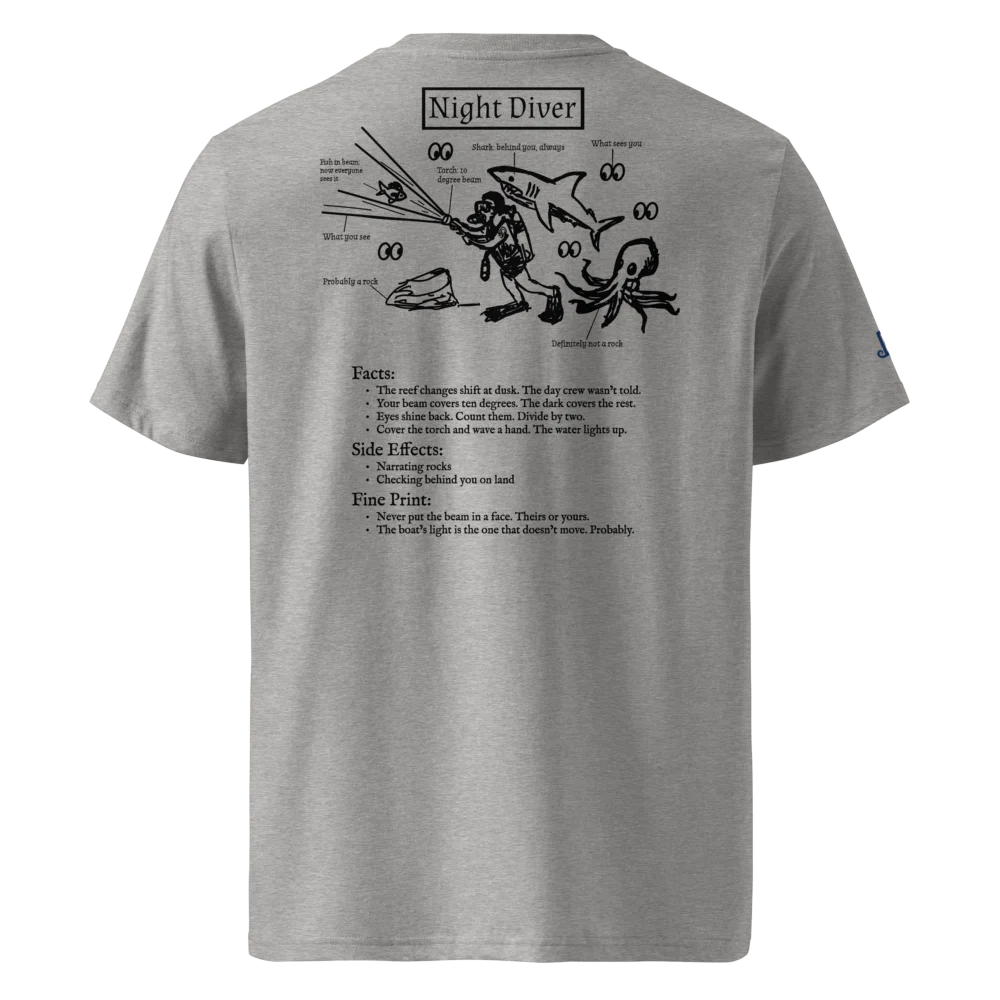 Night Diver
Shark: behind you, always
What sees you
Fish in beam:
now everyone
sees it
Torch: 10
degree beam
What you see
Probably a rock
Definitely not a rock
Facts:
• The reef changes shift at dusk. The day crew wasn't told.
• Your beam covers ten degrees. The dark covers the rest.
• Eyes shine back. Count them. Divide by two.
• Cover the torch and wave a hand. The water lights up.
Side Effects:
• Narrating rocks
• Checking behind you on land
Fine Print:
• Never put the beam in a face. Theirs or yours.
• The boat's light is the one that doesn't move. Probably.